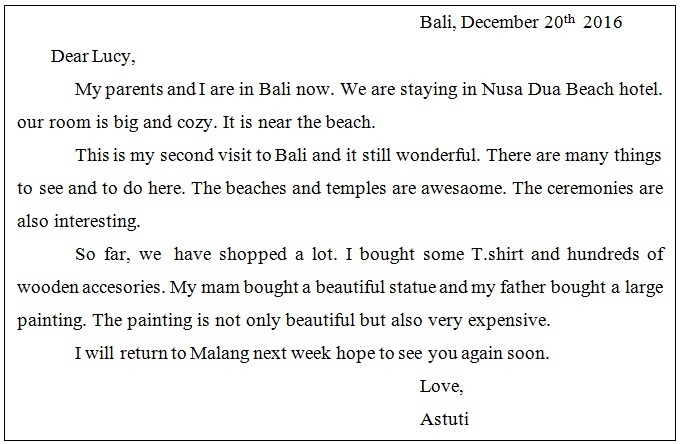 Bali, December 20th 2016
Dear Lucy,
My parents and I are in Bali now. We are staying in Nusa Dua Beach hotel.
our room is big and cozy. It is near the beach.
This is my second visit to Bali and it still wonderful. There are many things
to see and to do here. The beaches and temples are awesaome. The ceremonies are
also interesting.
So far, we have shopped a lot. I bought some T.shirt and hundreds of
wooden accesories. My mam bought a beautiful statue and my father bought a large
painting. The painting is not only beautiful but also very expensive.
I will return to Malang next week hope to see you again soon.
Love,
Astuti